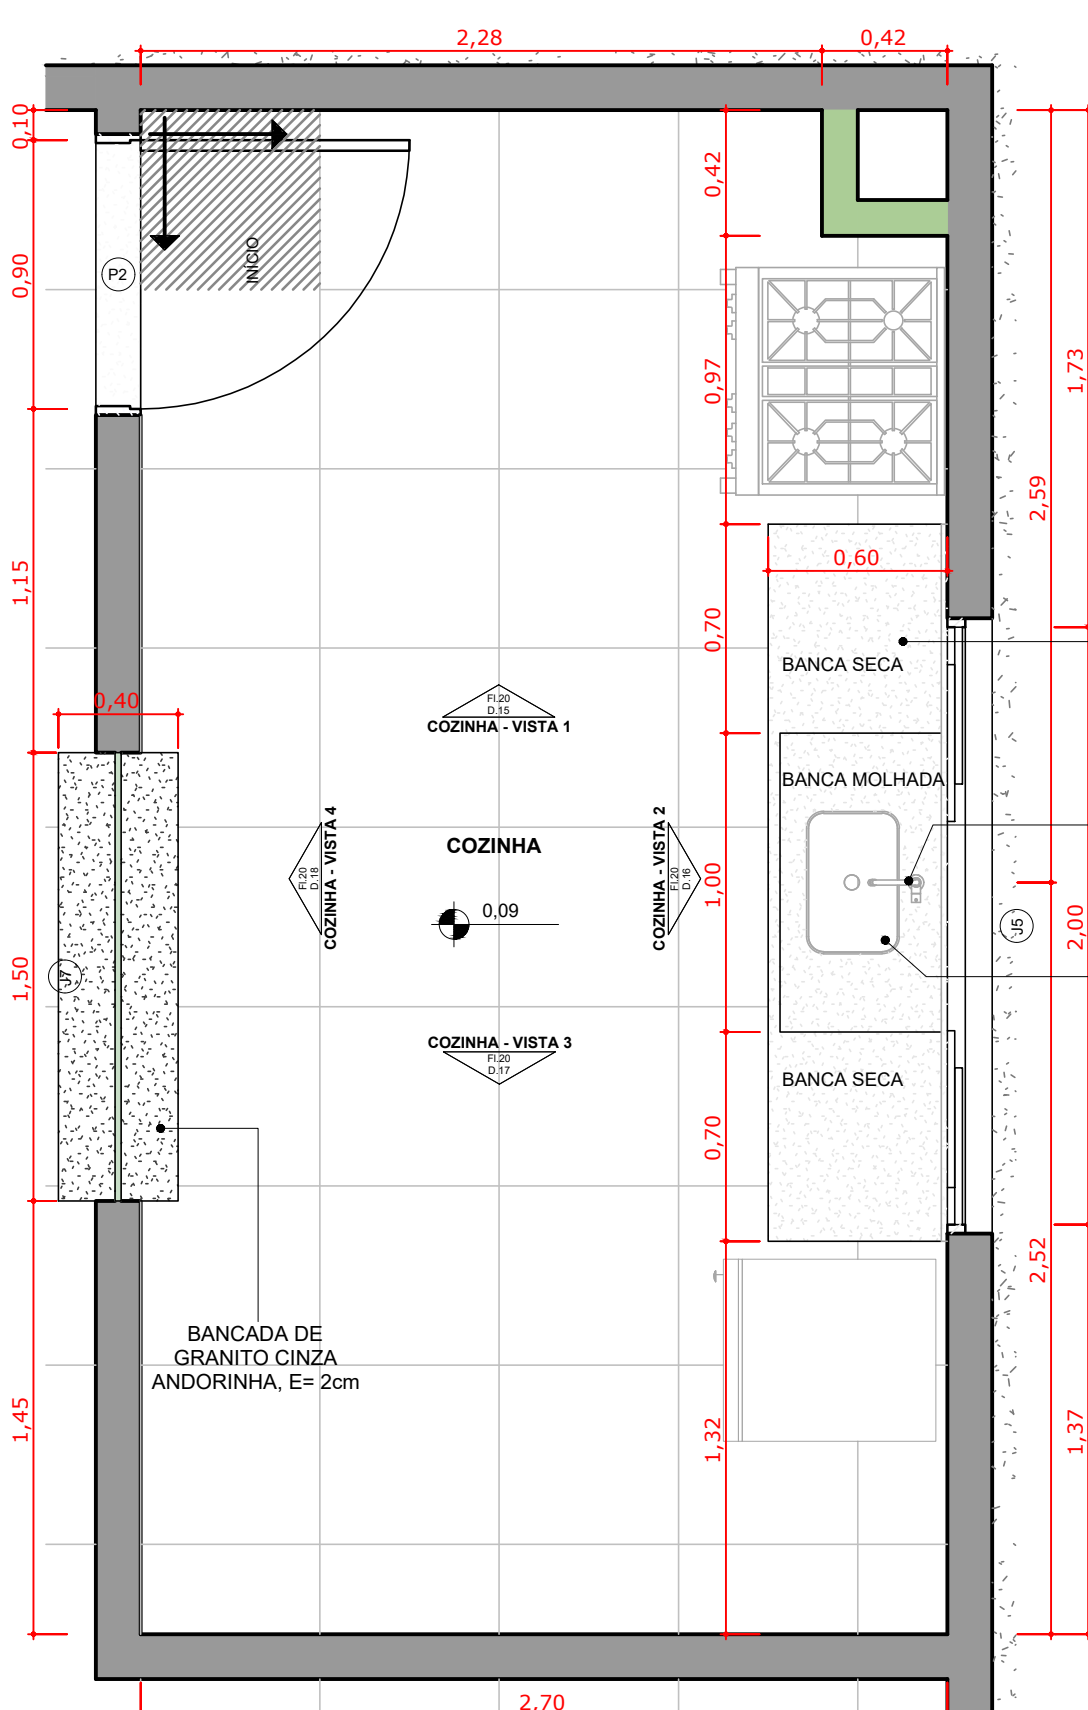 2,28
0,42
0,10
0,42
INÍCIO
P2
0,90
0,97
1,73
2,59
0,60
1,15
0,70
BANCA SECA
0,40
Fl.20
D.15
COZINHA - VISTA 1
BANCA MOLHADA
COZINHA - VISTA 4
Fl.20
D.18
COZINHA
COZINHA - VISTA 2
Fl.20
D.16
1,00
0,09
J5
2,00
J7
1,50
COZINHA - VISTA 3
Fl.20
D.17
BANCA SECA
0,70
2,52
BANCADA DE
GRANITO CINZA
ANDORINHA, E= 2cm
1,45
1,32
1,37
2,70